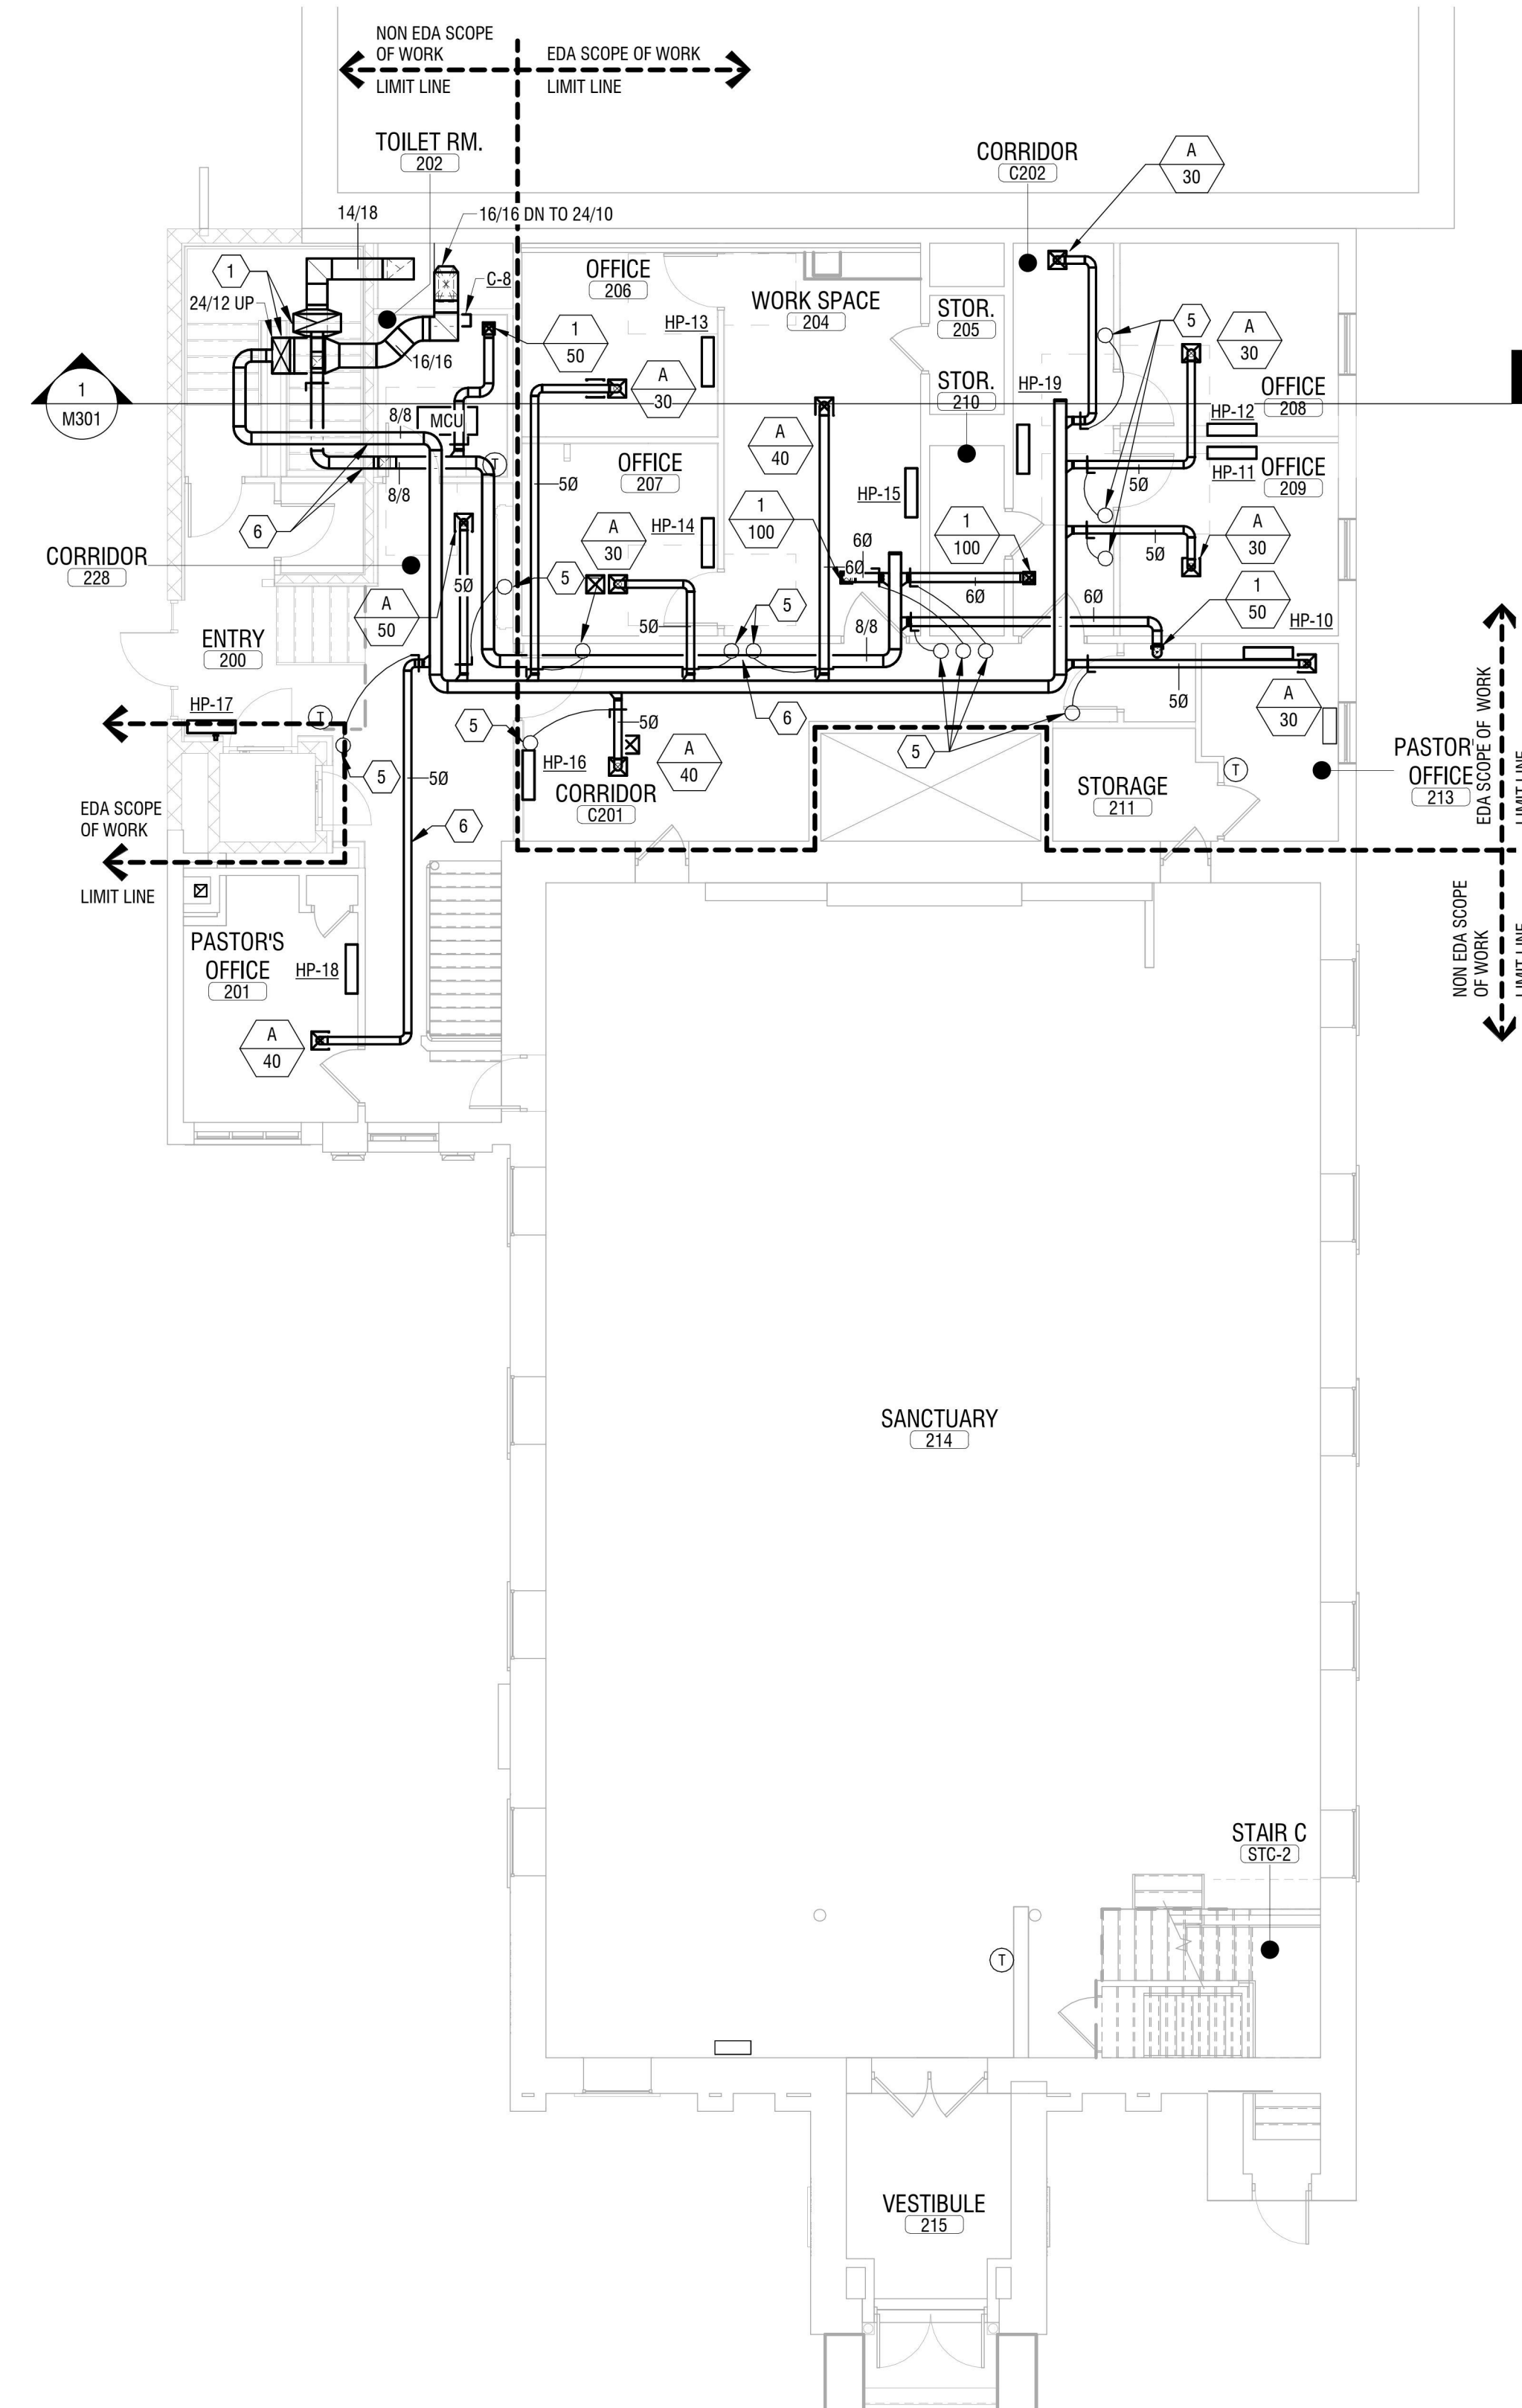 NON EDA SCOPE
OF WORK
LIMIT LINE
EDA SCOPE OF WORK
LIMIT LINE
TOILET RM.
202
CORRIDOR
C202
A
30
14/18
16/16 DN TO 24/10
1
24/12 UP
C-8
16/16
1
50
OFFICE
206
HP-13
A
30
WORK SPACE
204
STOR.
205
STOR.
210
HP-19
5
A
30
OFFICE
208
HP-12
1
M301
8/8
MCU
T
8/8
6
5Ø
OFFICE
207
HP-14
A
30
A
40
1
100
HP-15
1
100
5Ø
HP-11
OFFICE
209
A
30
5Ø
CORRIDOR
228
A
50
5Ø
5
5Ø
5
6Ø
6Ø
6Ø
8/8
6Ø
1
50
HP-10
ENTRY
200
HP-17
T
5
5Ø
5
HP-16
5Ø
A
40
6
CORRIDOR
C201
5
5Ø
A
30
STORAGE
211
T
PASTOR
OFFICE
213
EDA SCOPE OF WORK
LIMIT LINE
NON EDA SCOPE
OF WORK
LIMIT LINE
EDA SCOPE
OF WORK
LIMIT LINE
6
PASTOR'S
OFFICE
201
HP-18
A
40
SANCTUARY
214
STAIR C
STC-2
T
VESTIBULE
215